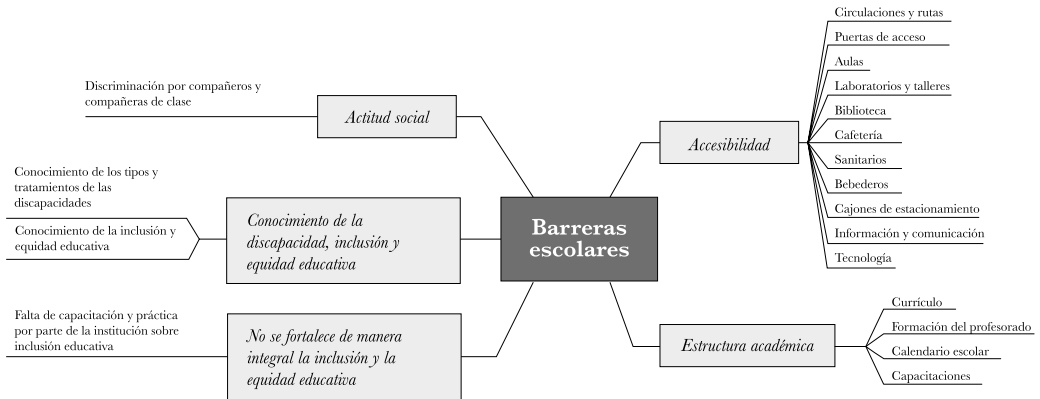 Barreras
escolares
Actitud social
Discriminación por compañeros y
compañeras de clase
Conocimiento de la
discapacidad, inclusión y
equidad educativa
Conocimiento de los tipos y
tratamientos de las
discapacidades
Conocimiento de la inclusión y
equidad educativa
No se fortalece de manera
integral la inclusión y la
equidad educativa
Falta de capacitación y práctica
por parte de la institución sobre
inclusión educativa
Accesibilidad
Circulaciones y rutas
Puertas de acceso
Aulas
Laboratorios y talleres
Biblioteca
Cafetería
Sanitarios
Bebederos
Cajones de estacionamiento
Información y comunicación
Tecnología
Estructura académica
Currículo
Formación del profesorado
Calendario escolar
Capacitaciones